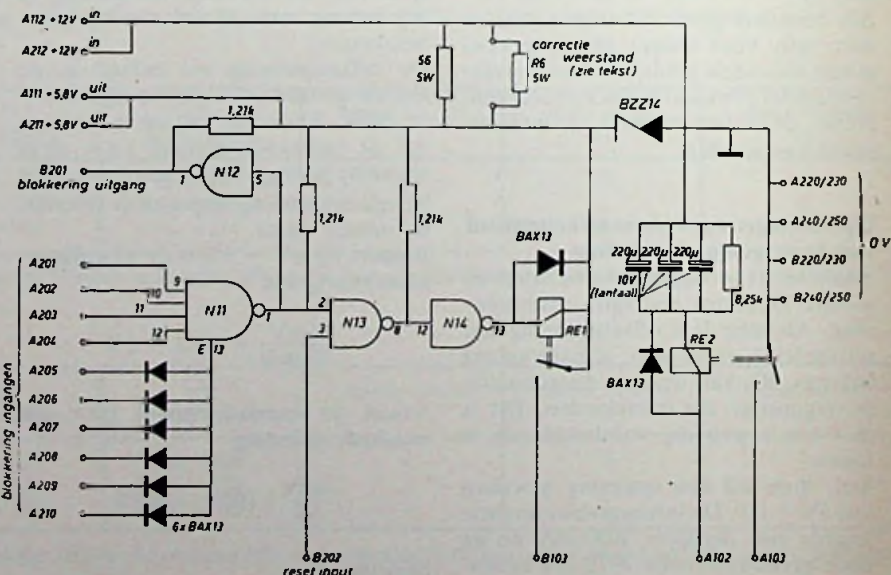 A112 +12V in
A212 +12V in
A111 +5,8V uit
A211 +5,8V uit
B201
blokkering uitgang
1,21k
1 N12 5
56
5W
R6
5W
correctie
weerstand
(zie tekst)
BZZ14
1,21k
1,21k
A220/230
A240/250
B220/230
B240/250
0V
220µ 220µ 220µ
10V
(tantaal)
8,25k
blokkering ingangen
A201
A202
A203
A204
A205
A206
A207
A208
A209
A210
9
10
11
12
E 13
N11
1
2
3
N13
8
12
N14
13
BAX13
RE1
BAX13
RE2
6xBAX13
B202
reset input
B103
A102
A103